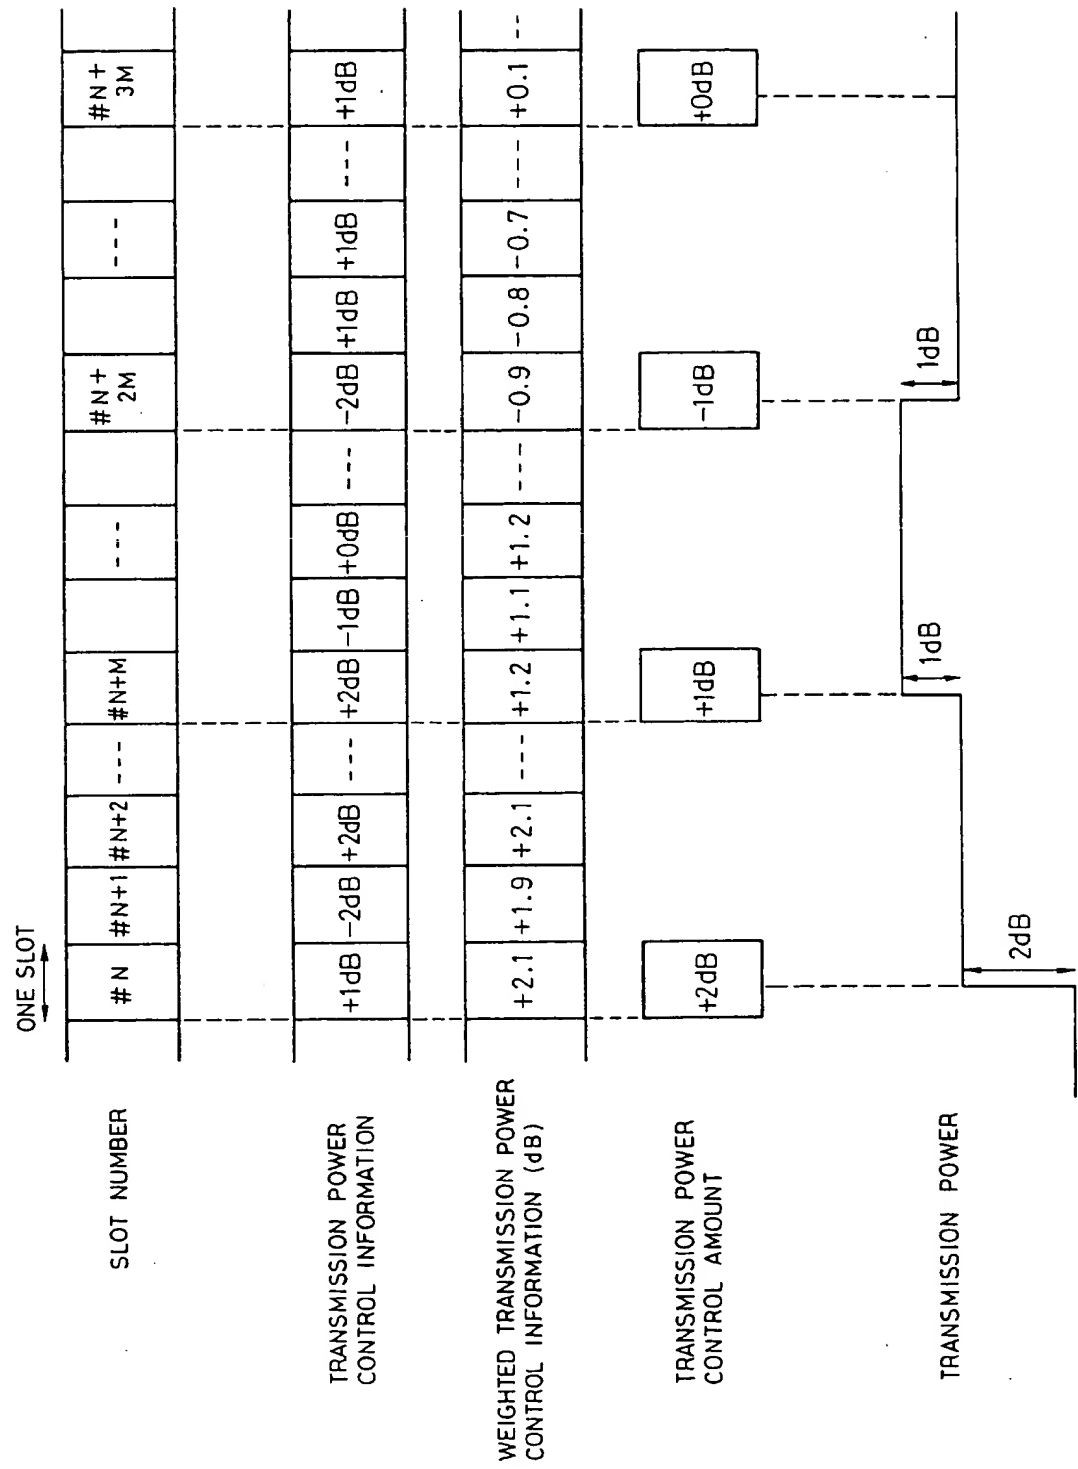 ONE SLOT
SLOT NUMBER
#N
#N+1
#N+2
---
#N+M
---
#N+
2M
---
#N+
3M
TRANSMISSION POWER
CONTROL INFORMATION
+1dB
-2dB
+2dB
---
+2dB
-1dB
+0dB
---
-2dB
+1dB
+1dB
---
+1dB
WEIGHTED TRANSMISSION POWER
CONTROL INFORMATION (dB)
+2.1
+1.9
+2.1
---
+1.2
+1.1
+1.2
---
-0.9
-0.8
-0.7
---
+0.1
--
TRANSMISSION POWER
CONTROL AMOUNT
+2dB
+1dB
-1dB
+0dB
TRANSMISSION POWER
2dB
1dB
1dB